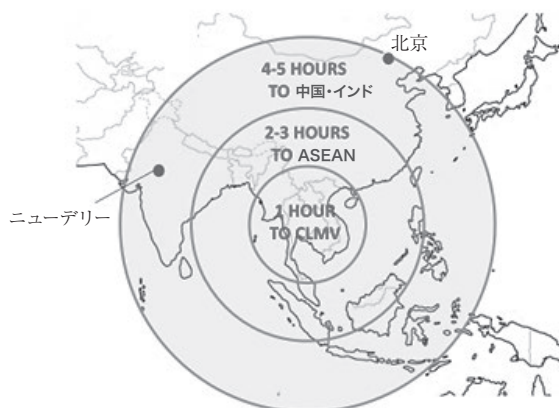 北京
4-5 HOURS
TO 中国・インド
2-3 HOURS
TO ASEAN
ニューデリー
1 HOUR
TO CLMV